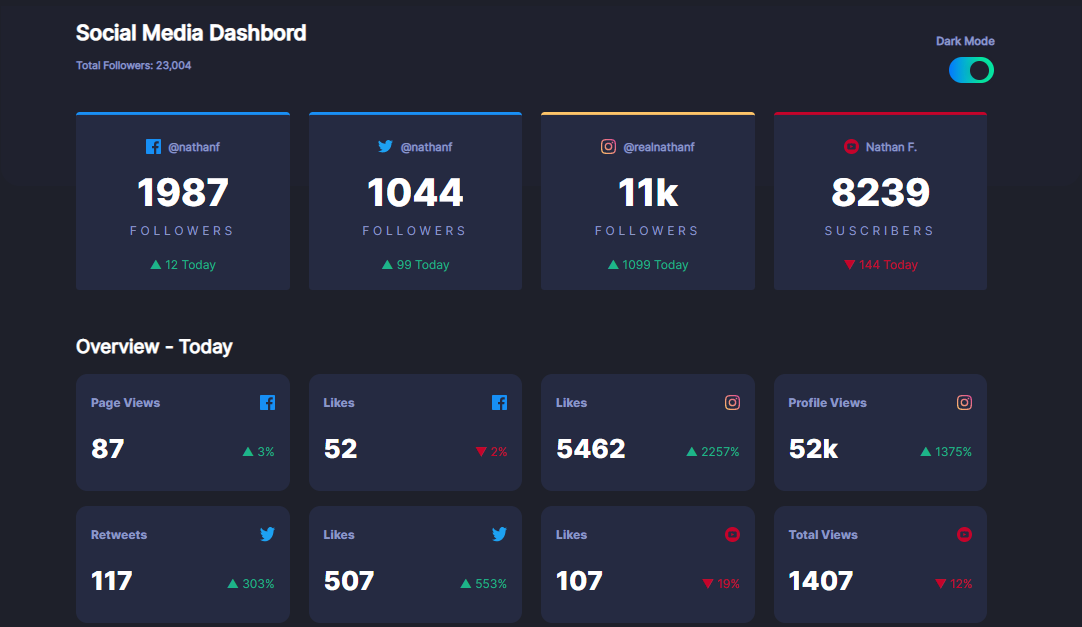 Social Media Dashbord
Total Followers: 23,004
Dark Mode
@nathanf
1987
FOLLOWERS
12 Today
@nathanf
1044
FOLLOWERS
99 Today
@realnathanf
11k
FOLLOWERS
1099 Today
Nathan F.
8239
SUSCRIBERS
144 Today
Overview - Today
Page Views
87
3%
Likes
52
2%
Likes
5462
2257%
Profile Views
52k
1375%
Retweets
117
303%
Likes
507
553%
Likes
107
19%
Total Views
1407
12%